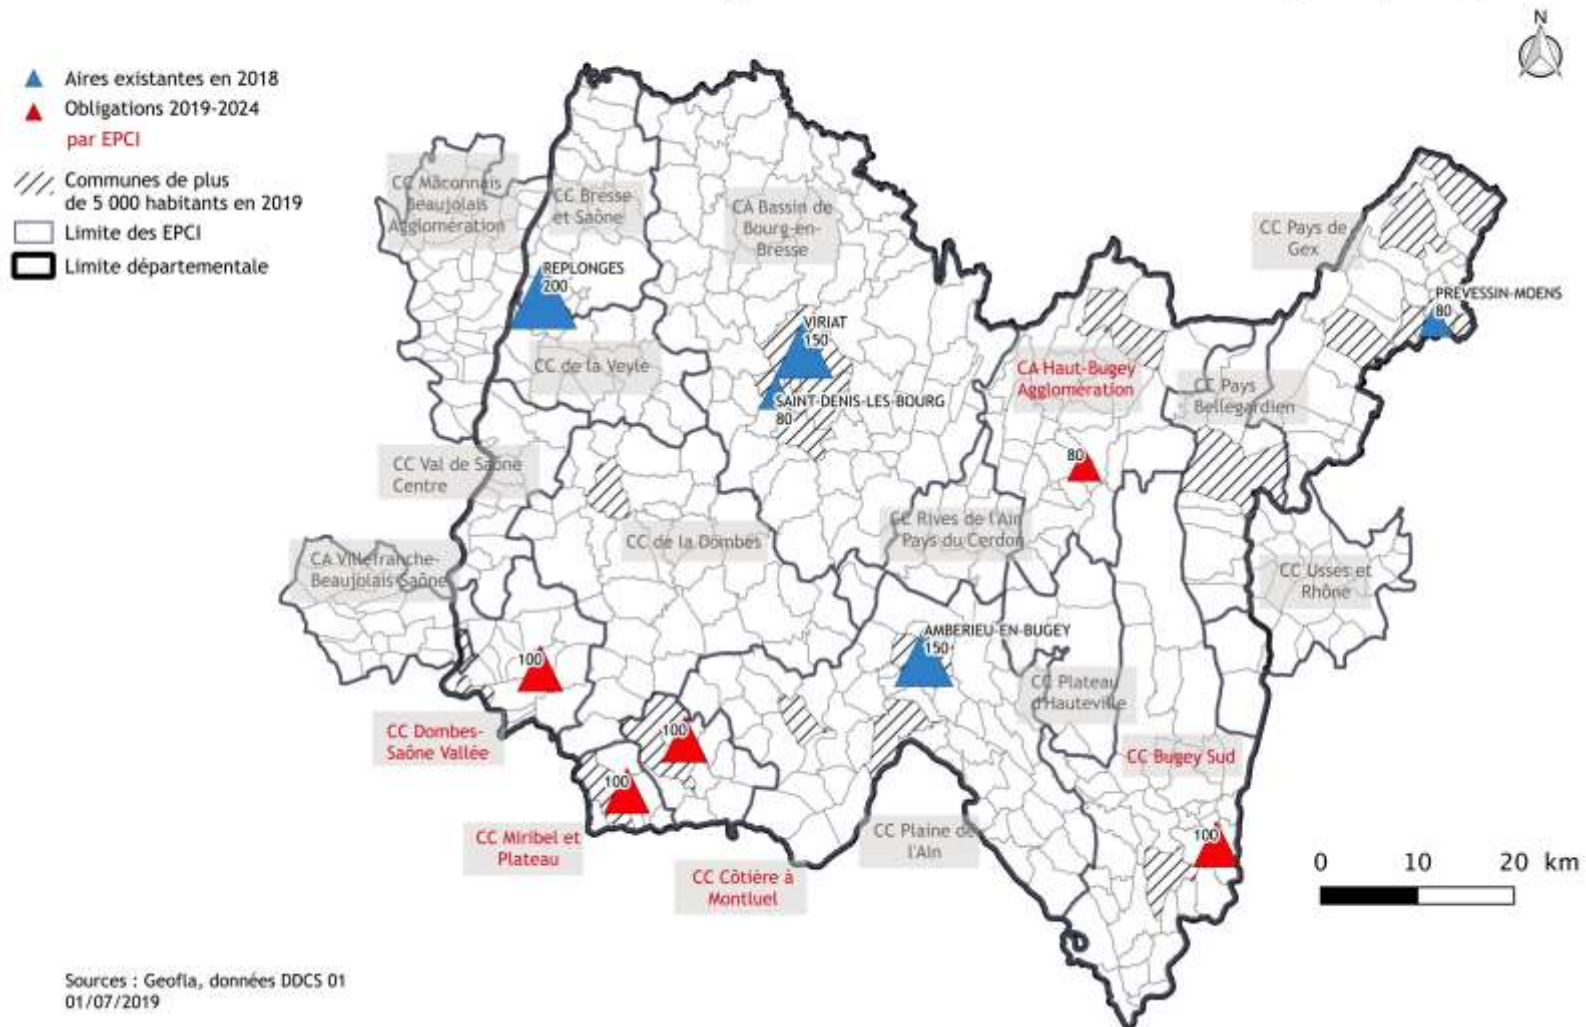 N
Aires existantes en 2018
Obligations 2019-2024
par EPCI
Communes de plus
de 5 000 habitants en 2019
Limite des EPCI
Limite départementale
CC Mâconnais
Beaujolais
Agglomération
CC Bresse
et Saône
CA Bassin de
Bourg-en-
Bresse
CC Pays de
Gex
REPLONGES
200
PREVESSIN-MOENS
80
VIRIAT
150
CC de la Veyle
CA Haut-Bugey
Agglomération
CC Pays
Bellegardien
SAINT-DENIS-LES-BOURG
80
CC Val de Saône
Centre
80
CC de la Dombes
CC Rives de l'Ain
Pays du Cerdon
CA Villefranche-
Beaujolais Saône
CC Usses et
Rhône
AMBERIEU-EN-BUGEY
150
100
CC Plateau
d'Hauteville
CC Dombes-
Saône Vallée
100
CC Bugey Sud
100
CC Miribel et
Plateau
CC Plaine de
l'Ain
100
CC Côtière à
Montluel
0 10 20 km
Sources : Geofla, données DDCS 01
01/07/2019